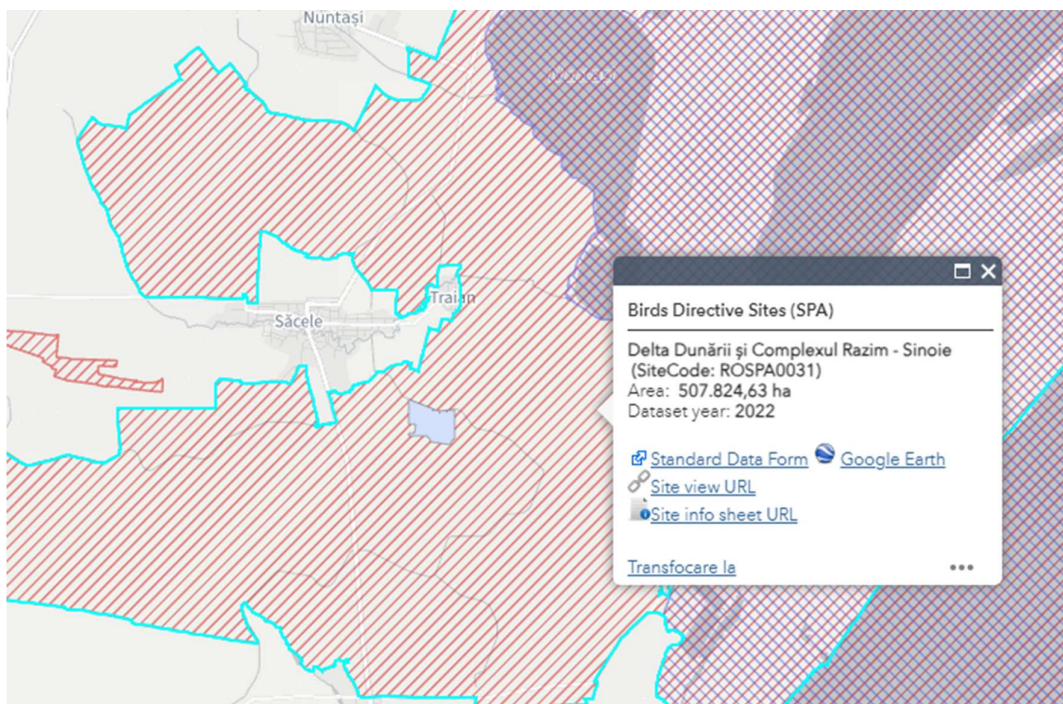 Nuntași
Traian
Săcele
Birds Directive Sites (SPA)
Delta Dunării și Complexul Razim - Sinoie
(SiteCode: ROSPA0031)
Area: 507.824,63 ha
Dataset year: 2022
Standard Data Form Google Earth
Site view URL
Site info sheet URL
Transfocare la